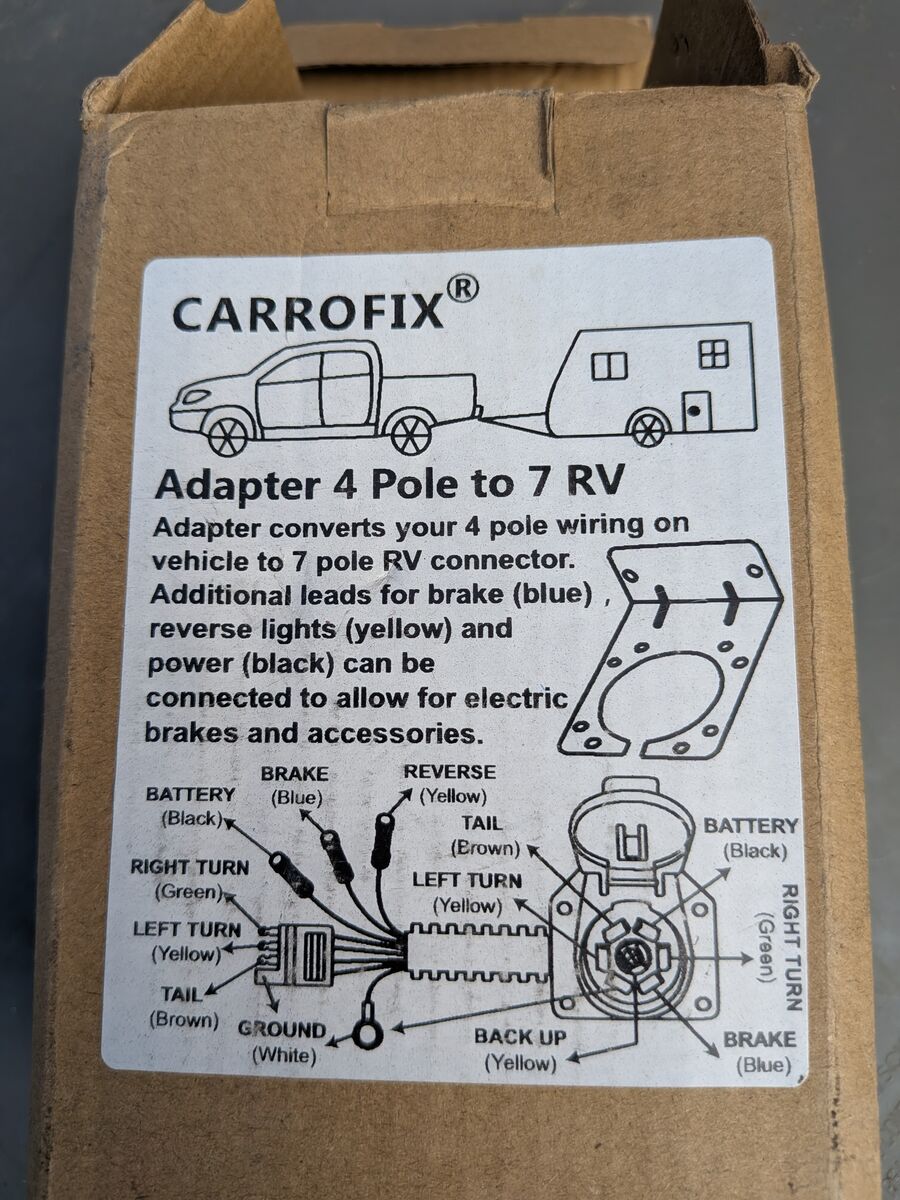 CARROFIX®
Adapter 4 Pole to 7 RV
Adapter converts your 4 pole wiring on
vehicle to 7 pole RV connector.
Additional leads for brake (blue) ,
reverse lights (yellow) and
power (black) can be
connected to allow for electric
brakes and accessories.
BATTERY
(Black)
BRAKE
(Blue)
REVERSE
(Yellow)
RIGHT TURN
(Green)
LEFT TURN
(Yellow)
TAIL
(Brown)
GROUND
(White)
TAIL
(Brown)
LEFT TURN
(Yellow)
BATTERY
(Black)
RIGHT TURN
(Green)
BACK UP
(Yellow)
BRAKE
(Blue)